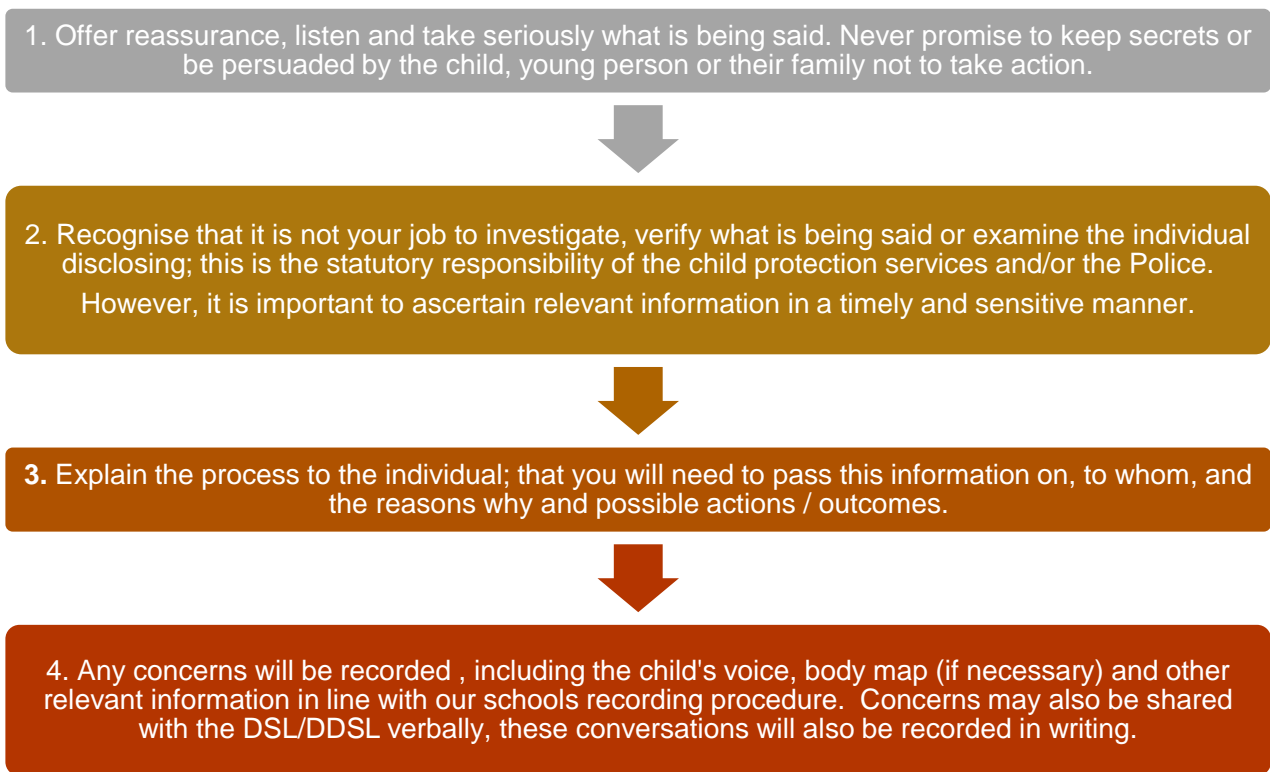 1. Offer reassurance, listen and take seriously what is being said. Never promise to keep secrets or
be persuaded by the child, young person or their family not to take action.
2. Recognise that it is not your job to investigate, verify what is being said or examine the individual
disclosing; this is the statutory responsibility of the child protection services and/or the Police.
However, it is important to ascertain relevant information in a timely and sensitive manner.
3. Explain the process to the individual; that you will need to pass this information on, to whom, and
the reasons why and possible actions / outcomes.
4. Any concerns will be recorded , including the child's voice, body map (if necessary) and other
relevant information in line with our schools recording procedure.  Concerns may also be shared
with the DSL/DDSL verbally, these conversations will also be recorded in writing.